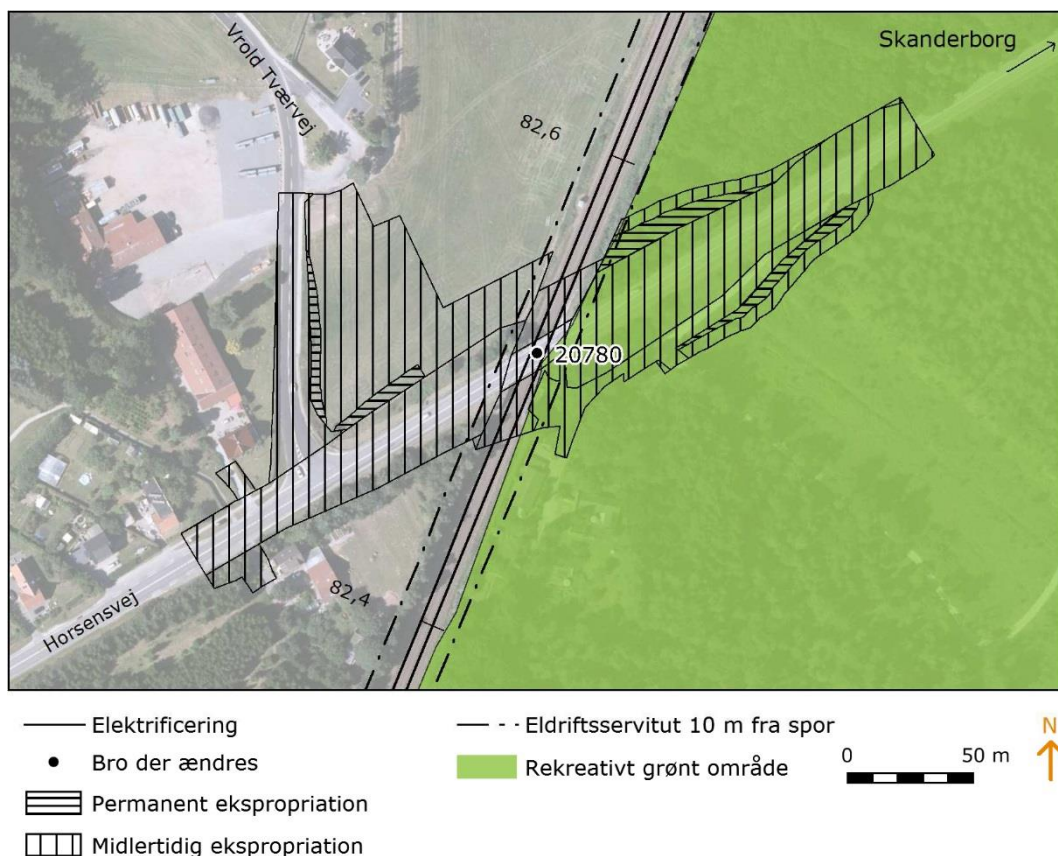 Skanderborg
Vrold Tværvej
82,6
20780
82,4
Horsensvej
Elektrificering
Bro der ændres
Permanent ekspropriation
Midlertidig ekspropriation
Eldriftsservitut 10 m fra spor
Rekreativt grønt område
0 50 m
N